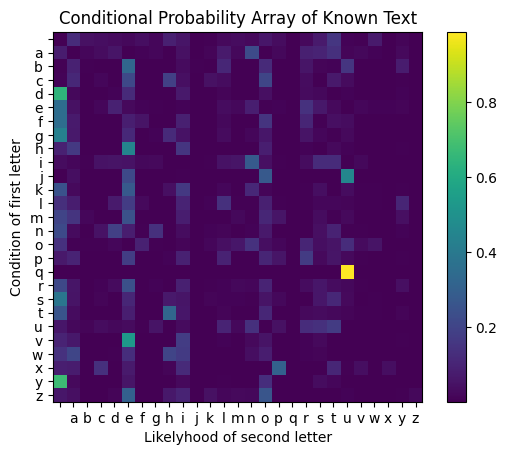 Conditional Probability Array of Known Text
Condition of first letter
a
b
c
d
e
f
g
h
i
j
k
l
m
n
o
p
q
r
s
t
u
v
w
x
y
z
a b c d e f g h i j k l m n o p q r s t u v w x y z
Likelyhood of second letter
0.8
0.6
0.4
0.2